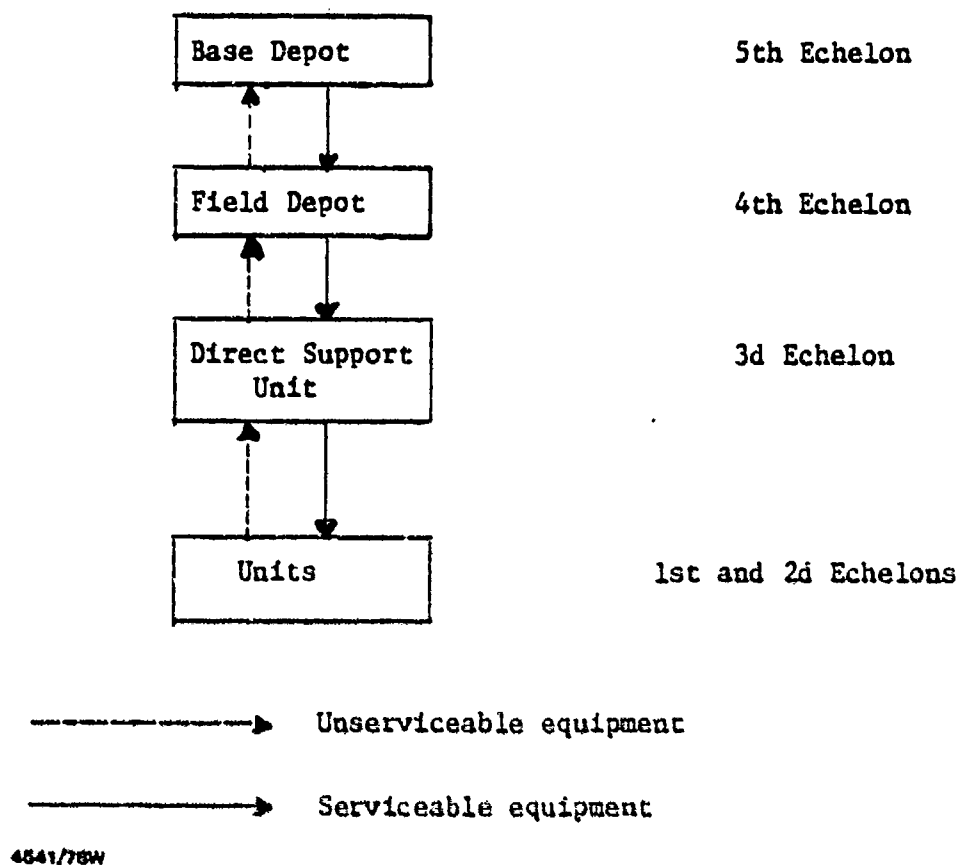 Base Depot 5th Echelon
Field Depot 4th Echelon
Direct Support
Unit
3d Echelon
Units 1st and 2d Echelons
Unserviceable equipment
Serviceable equipment
4541/78W